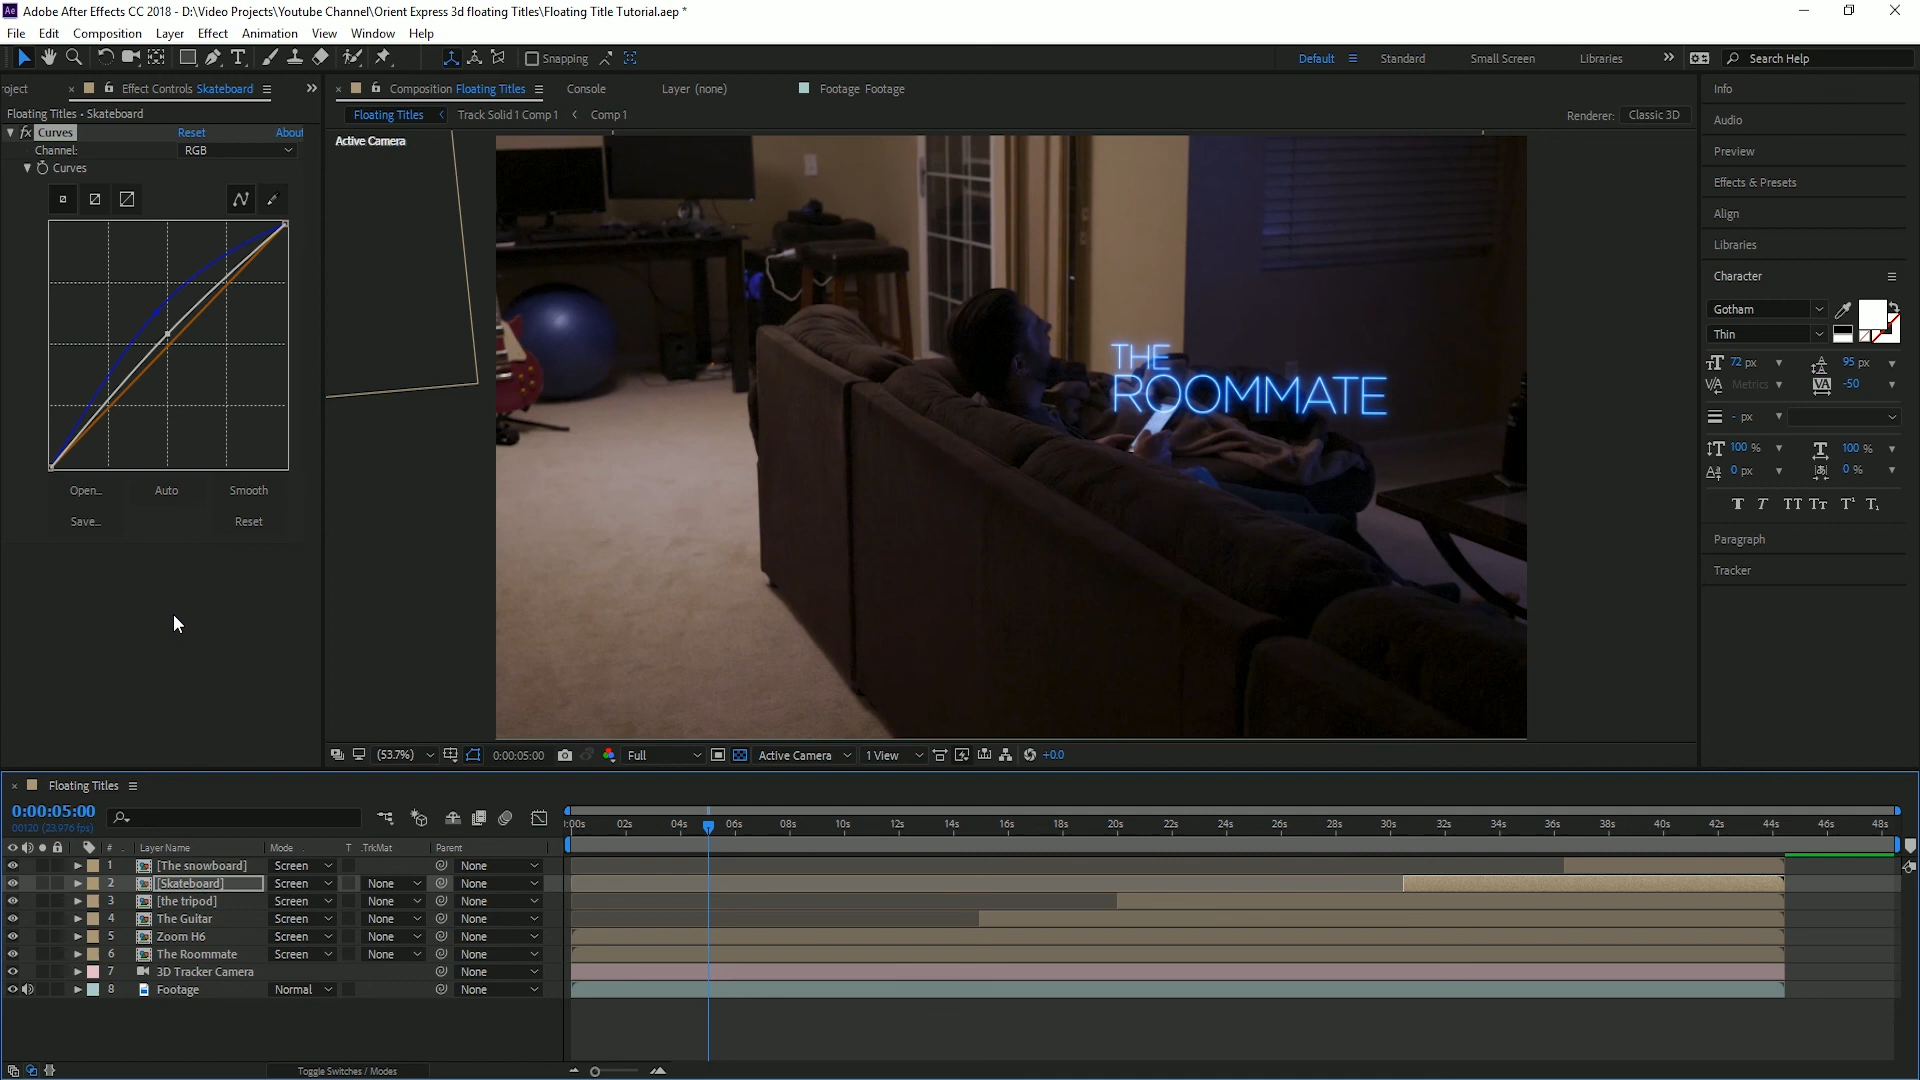 Ae Adobe After Effects CC 2018 - D:\Video Projects\Youtube Channel\Orient Express 3d floating Titles\Floating Title Tutorial.aep *
File Edit Composition Layer Effect Animation View Window Help
Snapping Default Standard Small Screen Libraries Search Help
roject Effect Controls Skateboard Composition Floating Titles Console Layer (none) Footage Footage Info
Floating Titles • Skateboard Floating Titles Track Solid 1 Comp 1 Comp 1 Renderer: Classic 3D Audio
fx Curves Reset About
Active Camera
Channel: RGB Preview
Curves
Effects & Presets
Align
Libraries
Character
Gotham
Thin
72 px 95 px
Metrics -50
- px
100 % 100 %
0 px 0 %
T T TT Tr T¹ T₁
Paragraph
Tracker
THE
ROOMMATE
Open... Auto Smooth
Save... Reset
(53.7%) 0:00:05:00 Full Active Camera 1 View +0.0
Floating Titles
0:00:05:00
00120 (23.976 fps)
:00s 02s 04s 06s 08s 10s 12s 14s 16s 18s 20s 22s 24s 26s 28s 30s 32s 34s 36s 38s 40s 42s 44s 46s 48s
# Layer Name Mode T .TrkMat Parent
1 [The snowboard] Screen None
2 [Skateboard] Screen None None
3 [the tripod] Screen None None
4 The Guitar Screen None None
5 Zoom H6 Screen None None
6 The Roommate Screen None None
7 3D Tracker Camera None
8 Footage Normal None
Toggle Switches / Modes